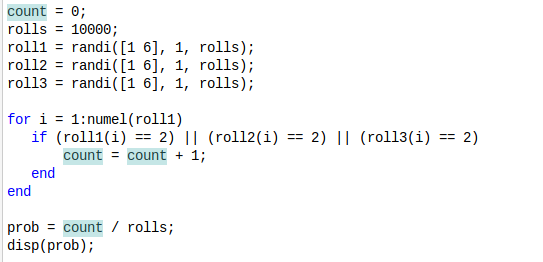 count = 0;
rolls = 10000;
roll1 = randi([1 6], 1, rolls);
roll2 = randi([1 6], 1, rolls);
roll3 = randi([1 6], 1, rolls);
for i = 1:numel(roll1)
if (roll1(i) == 2) || (roll2(i) == 2) || (roll3(i) == 2)
count = count + 1;
end
end
prob = count / rolls;
disp(prob);